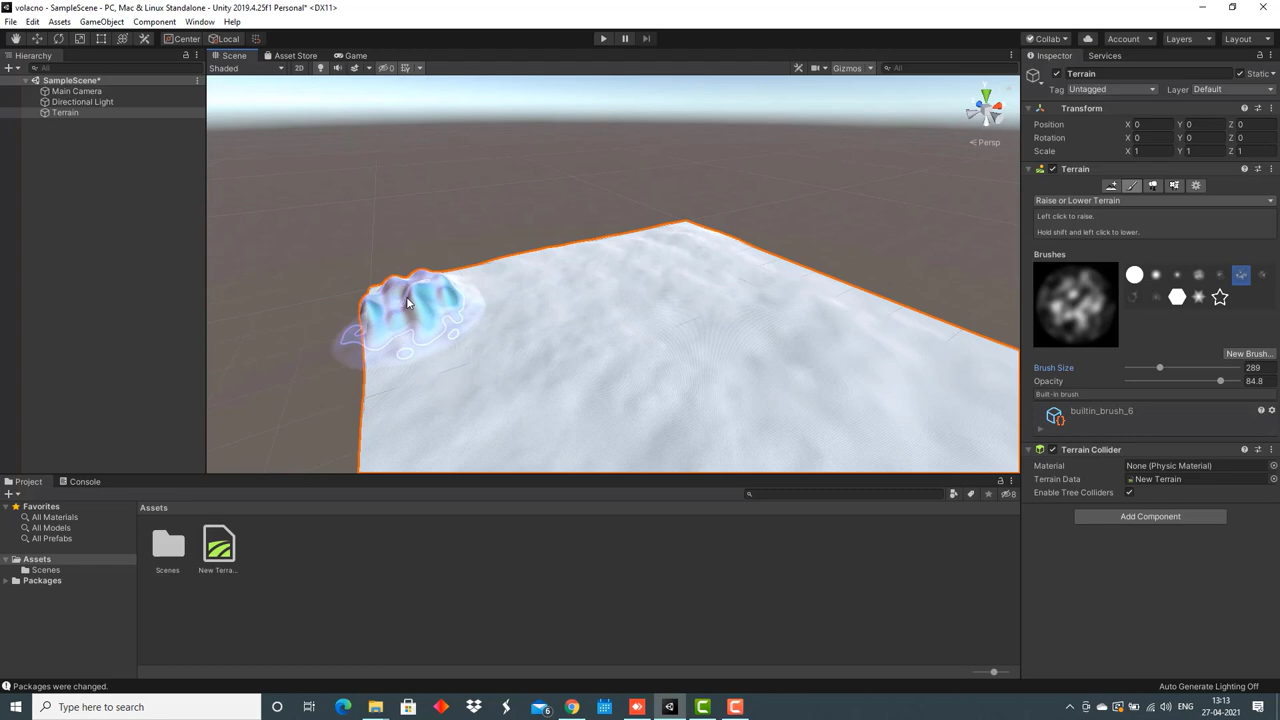 volacno - SampleScene - PC, Mac & Linux Standalone - Unity 2019.4.25f1 Personal* <DX11>
File Edit Assets GameObject Component Window Help
Center Local
Collab Account Layers Layout
Hierarchy
All
SampleScene*
Main Camera
Directional Light
Terrain
Scene Asset Store Game
Shaded 2D 0 Gizmos All
Persp
Inspector Services
Terrain Static
Tag Untagged Layer Default
Transform
Position X 0 Y 0 Z 0
Rotation X 0 Y 0 Z 0
Scale X 1 Y 1 Z 1
Terrain
Raise or Lower Terrain
Left click to raise.
Hold shift and left click to lower.
Brushes
New Brush...
Brush Size 289
Opacity 84.8
Built-in brush
builtin_brush_6
Terrain Collider
Material None (Physic Material)
Terrain Data New Terrain
Enable Tree Colliders
Add Component
Project Console
8
Favorites
All Materials
All Models
All Prefabs
Assets
Scenes
Packages
Assets
Scenes New Terra...
Packages were changed.
Auto Generate Lighting Off
Type here to search
6
ENG
13:13
27-04-2021